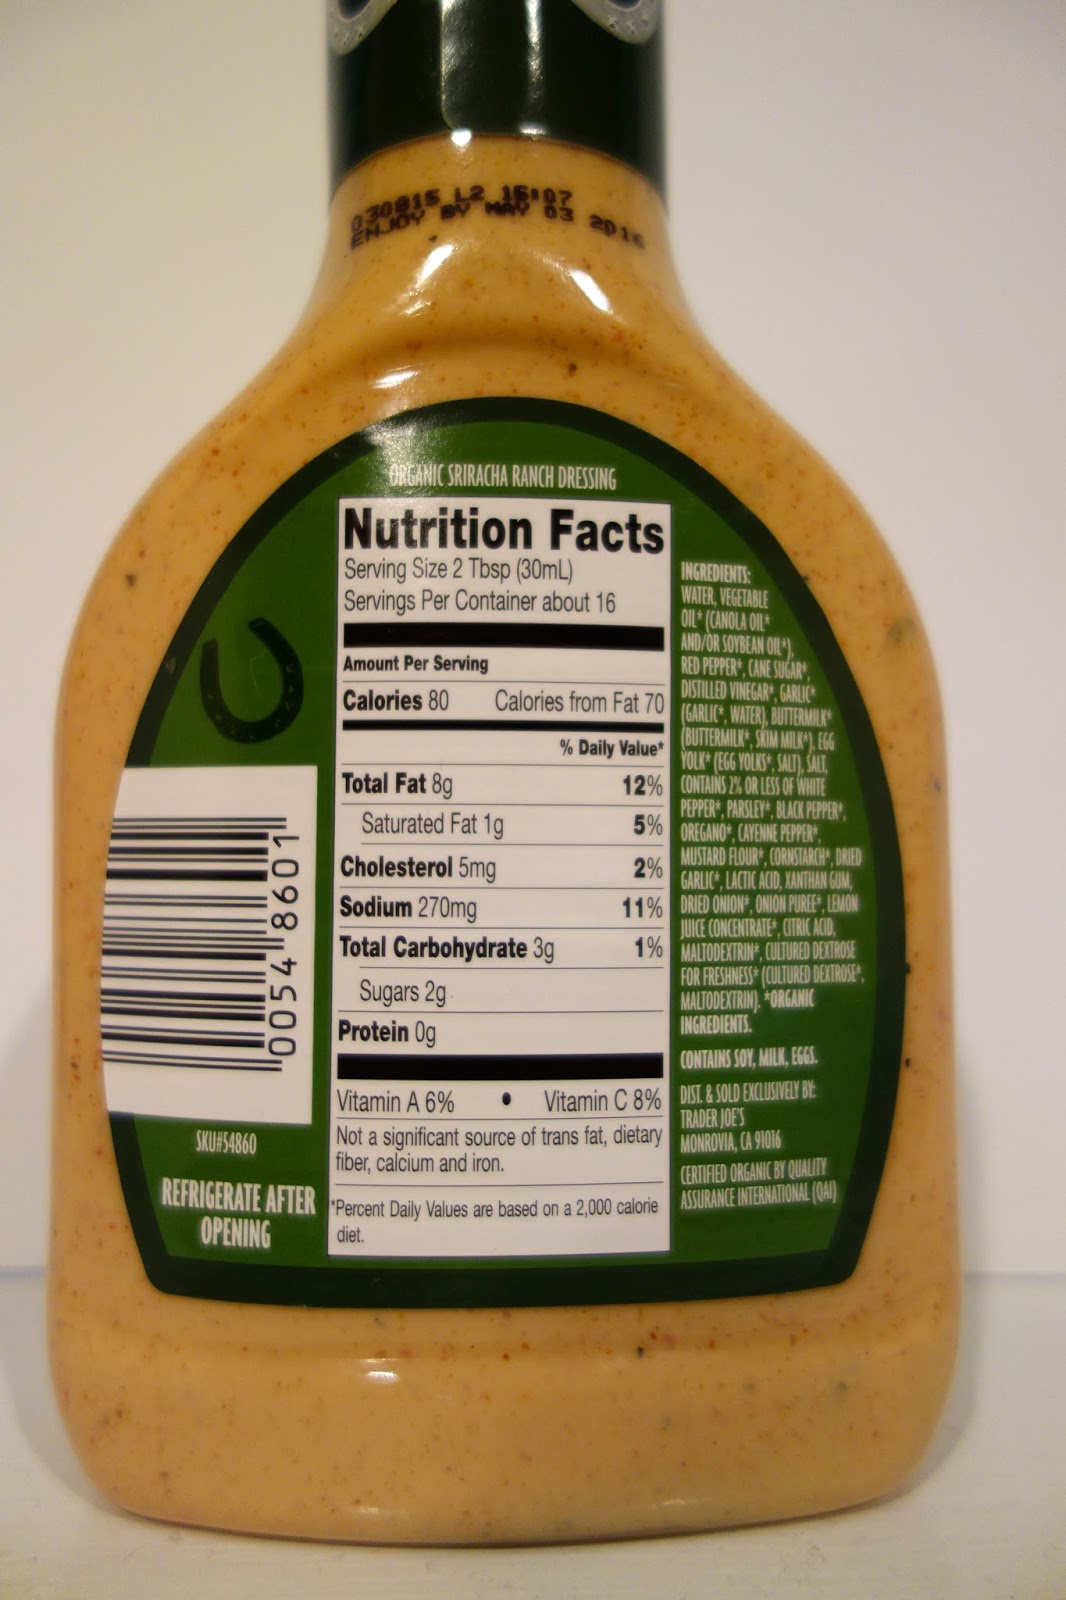 030815 L2 15:07
ENJOY BY MAY 03 2016
ORGANIC SRIRACHA RANCH DRESSING
Nutrition Facts
Serving Size 2 Tbsp (30mL)
Servings Per Container about 16
Amount Per Serving
Calories 80 Calories from Fat 70
% Daily Value*
Total Fat 8g 12%
Saturated Fat 1g 5%
Cholesterol 5mg 2%
Sodium 270mg 11%
Total Carbohydrate 3g 1%
Sugars 2g
Protein 0g
Vitamin A 6% • Vitamin C 8%
Not a significant source of trans fat, dietary
fiber, calcium and iron.
*Percent Daily Values are based on a 2,000 calorie
diet.
INGREDIENTS:
WATER, VEGETABLE
OIL* (CANOLA OIL*
AND/OR SOYBEAN OIL*),
RED PEPPER*, CANE SUGAR*,
DISTILLED VINEGAR*, GARLIC*
(GARLIC*, WATER), BUTTERMILK*
(BUTTERMILK*, SKIM MILK*), EGG
YOLK* (EGG YOLKS*, SALT), SALT,
CONTAINS 2% OR LESS OF WHITE
PEPPER*, PARSLEY*, BLACK PEPPER*,
OREGANO*, CAYENNE PEPPER*,
MUSTARD FLOUR*, CORNSTARCH*, DRIED
GARLIC*, LACTIC ACID, XANTHAN GUM,
DRIED ONION*, ONION PUREE*, LEMON
JUICE CONCENTRATE*, CITRIC ACID,
MALTODEXTRIN*, CULTURED DEXTROSE
FOR FRESHNESS* (CULTURED DEXTROSE*,
MALTODEXTRIN). *ORGANIC
INGREDIENTS.
CONTAINS SOY, MILK, EGGS.
DIST. & SOLD EXCLUSIVELY BY:
TRADER JOE'S
MONROVIA, CA 91016
CERTIFIED ORGANIC BY QUALITY
ASSURANCE INTERNATIONAL (QAI)
0054 8601
SKU#54860
REFRIGERATE AFTER
OPENING